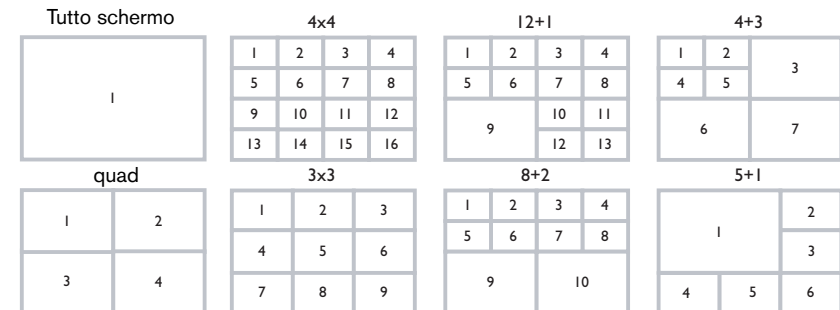 Tutto schermo 4x4 12+1 4+3
1 1 2 3 4 1 2 3 4 1 2 3
5 6 7 8 5 6 7 8 4 5
9 10 11 12 9 10 11 6 7
13 14 15 16 12 13
quad 3x3 8+2 5+1
1 2 1 2 3 1 2 3 4 1 2
4 5 6 5 6 7 8 3
3 4 7 8 9 9 10 4 5 6